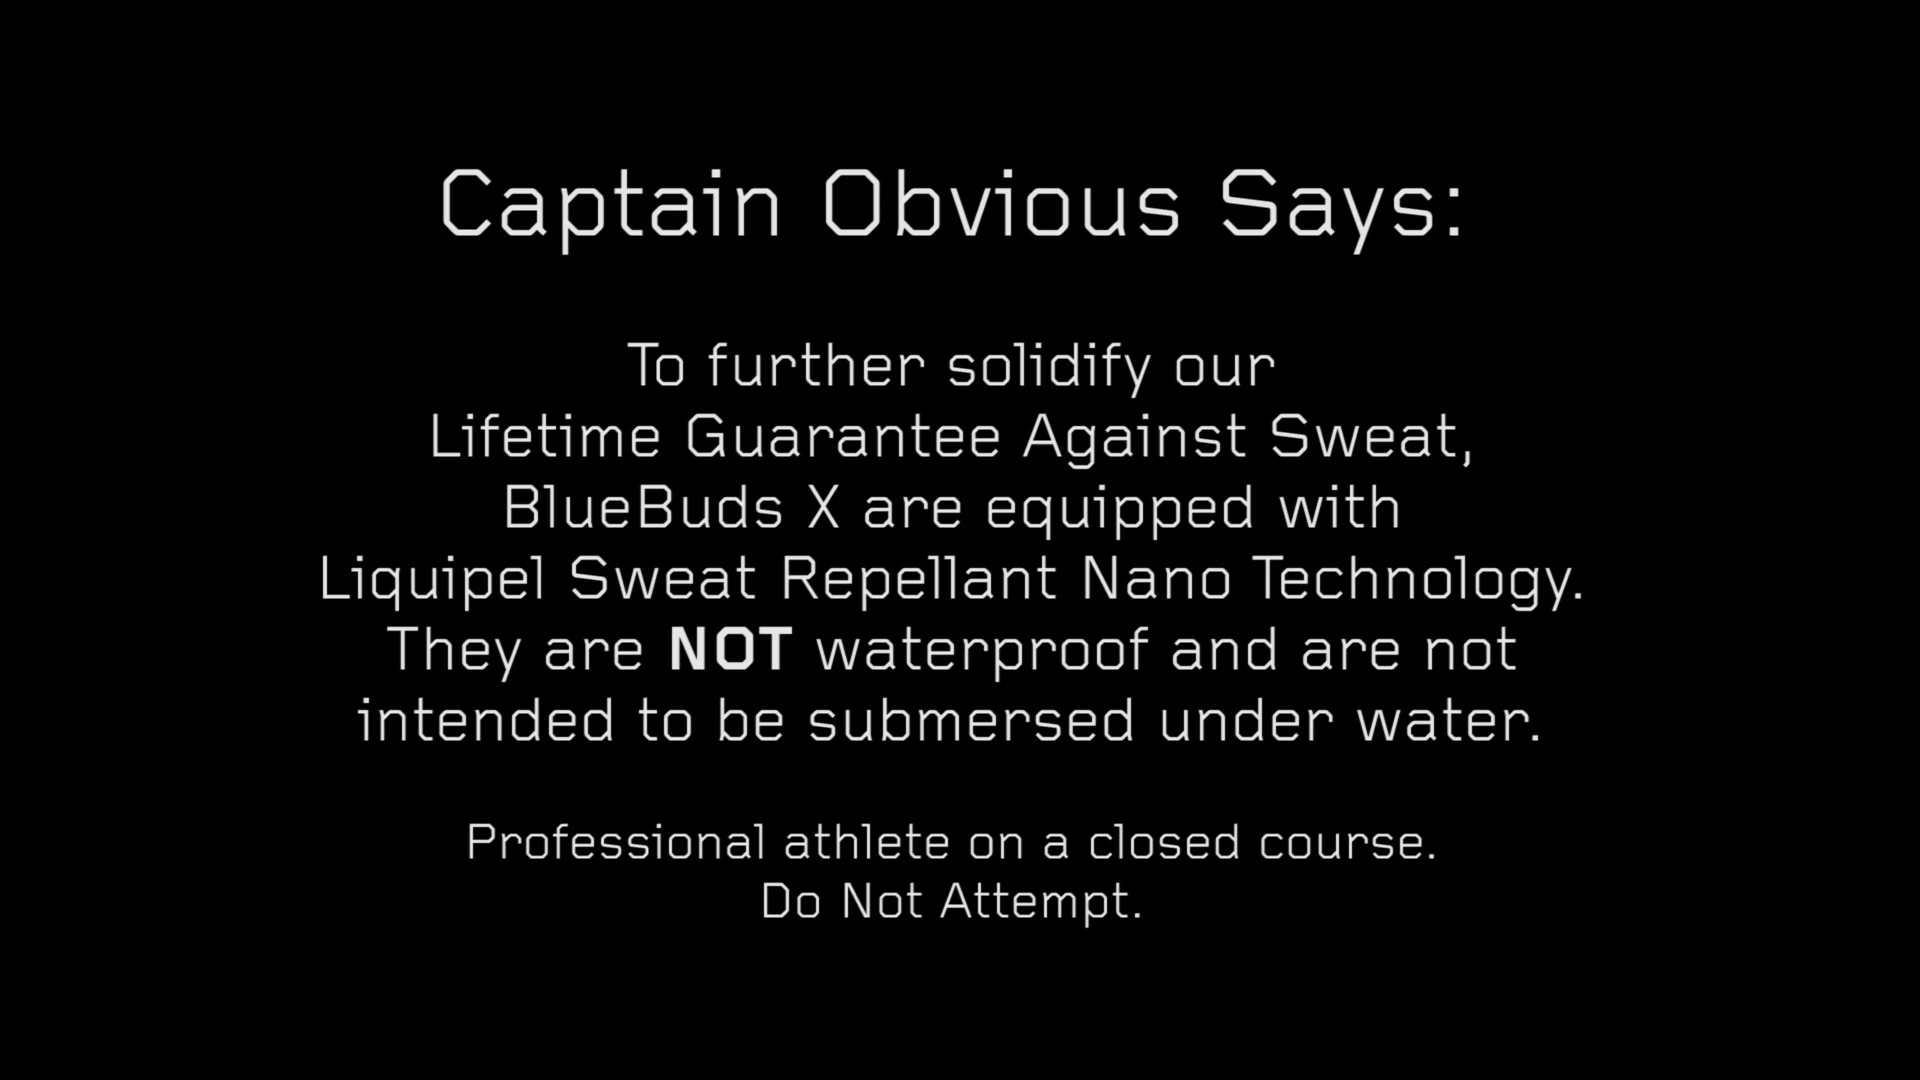 Captain Obvious Says:
To further solidify our
Lifetime Guarantee Against Sweat,
BlueBuds X are equipped with
Liquipel Sweat Repellant Nano Technology.
They are NOT waterproof and are not
intended to be submersed under water.
Professional athlete on a closed course.
Do Not Attempt.